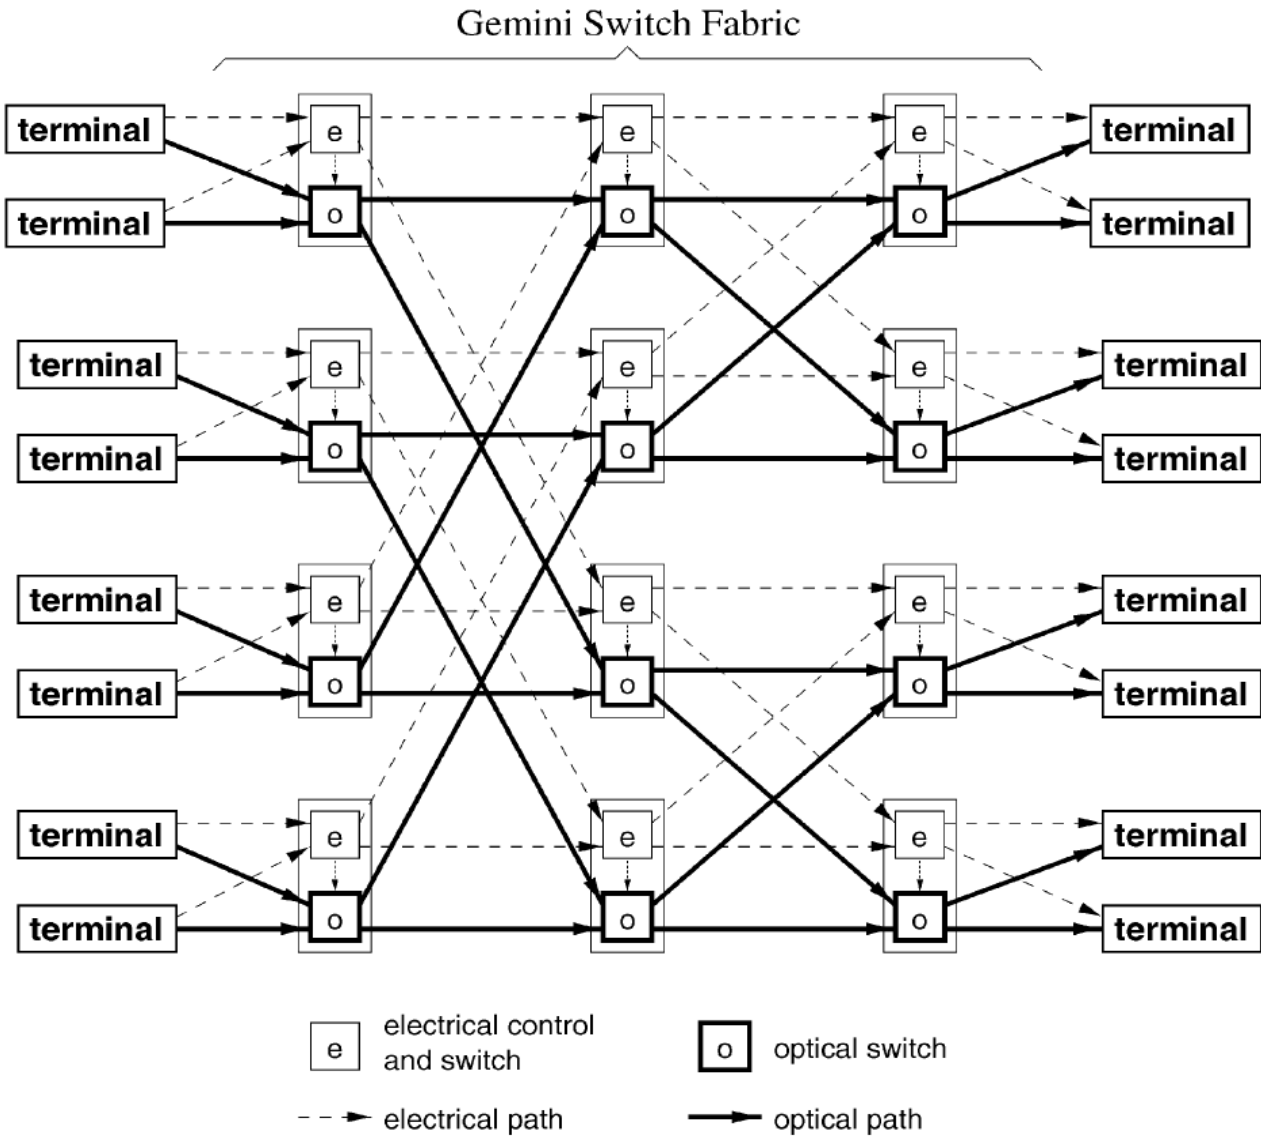 Gemini Switch Fabric
terminal e e e terminal
terminal o o o terminal
terminal e e e terminal
terminal o o o terminal
terminal e e e terminal
terminal o o o terminal
terminal e e e terminal
terminal o o o terminal
e electrical control and switch
o optical switch
electrical path
optical path